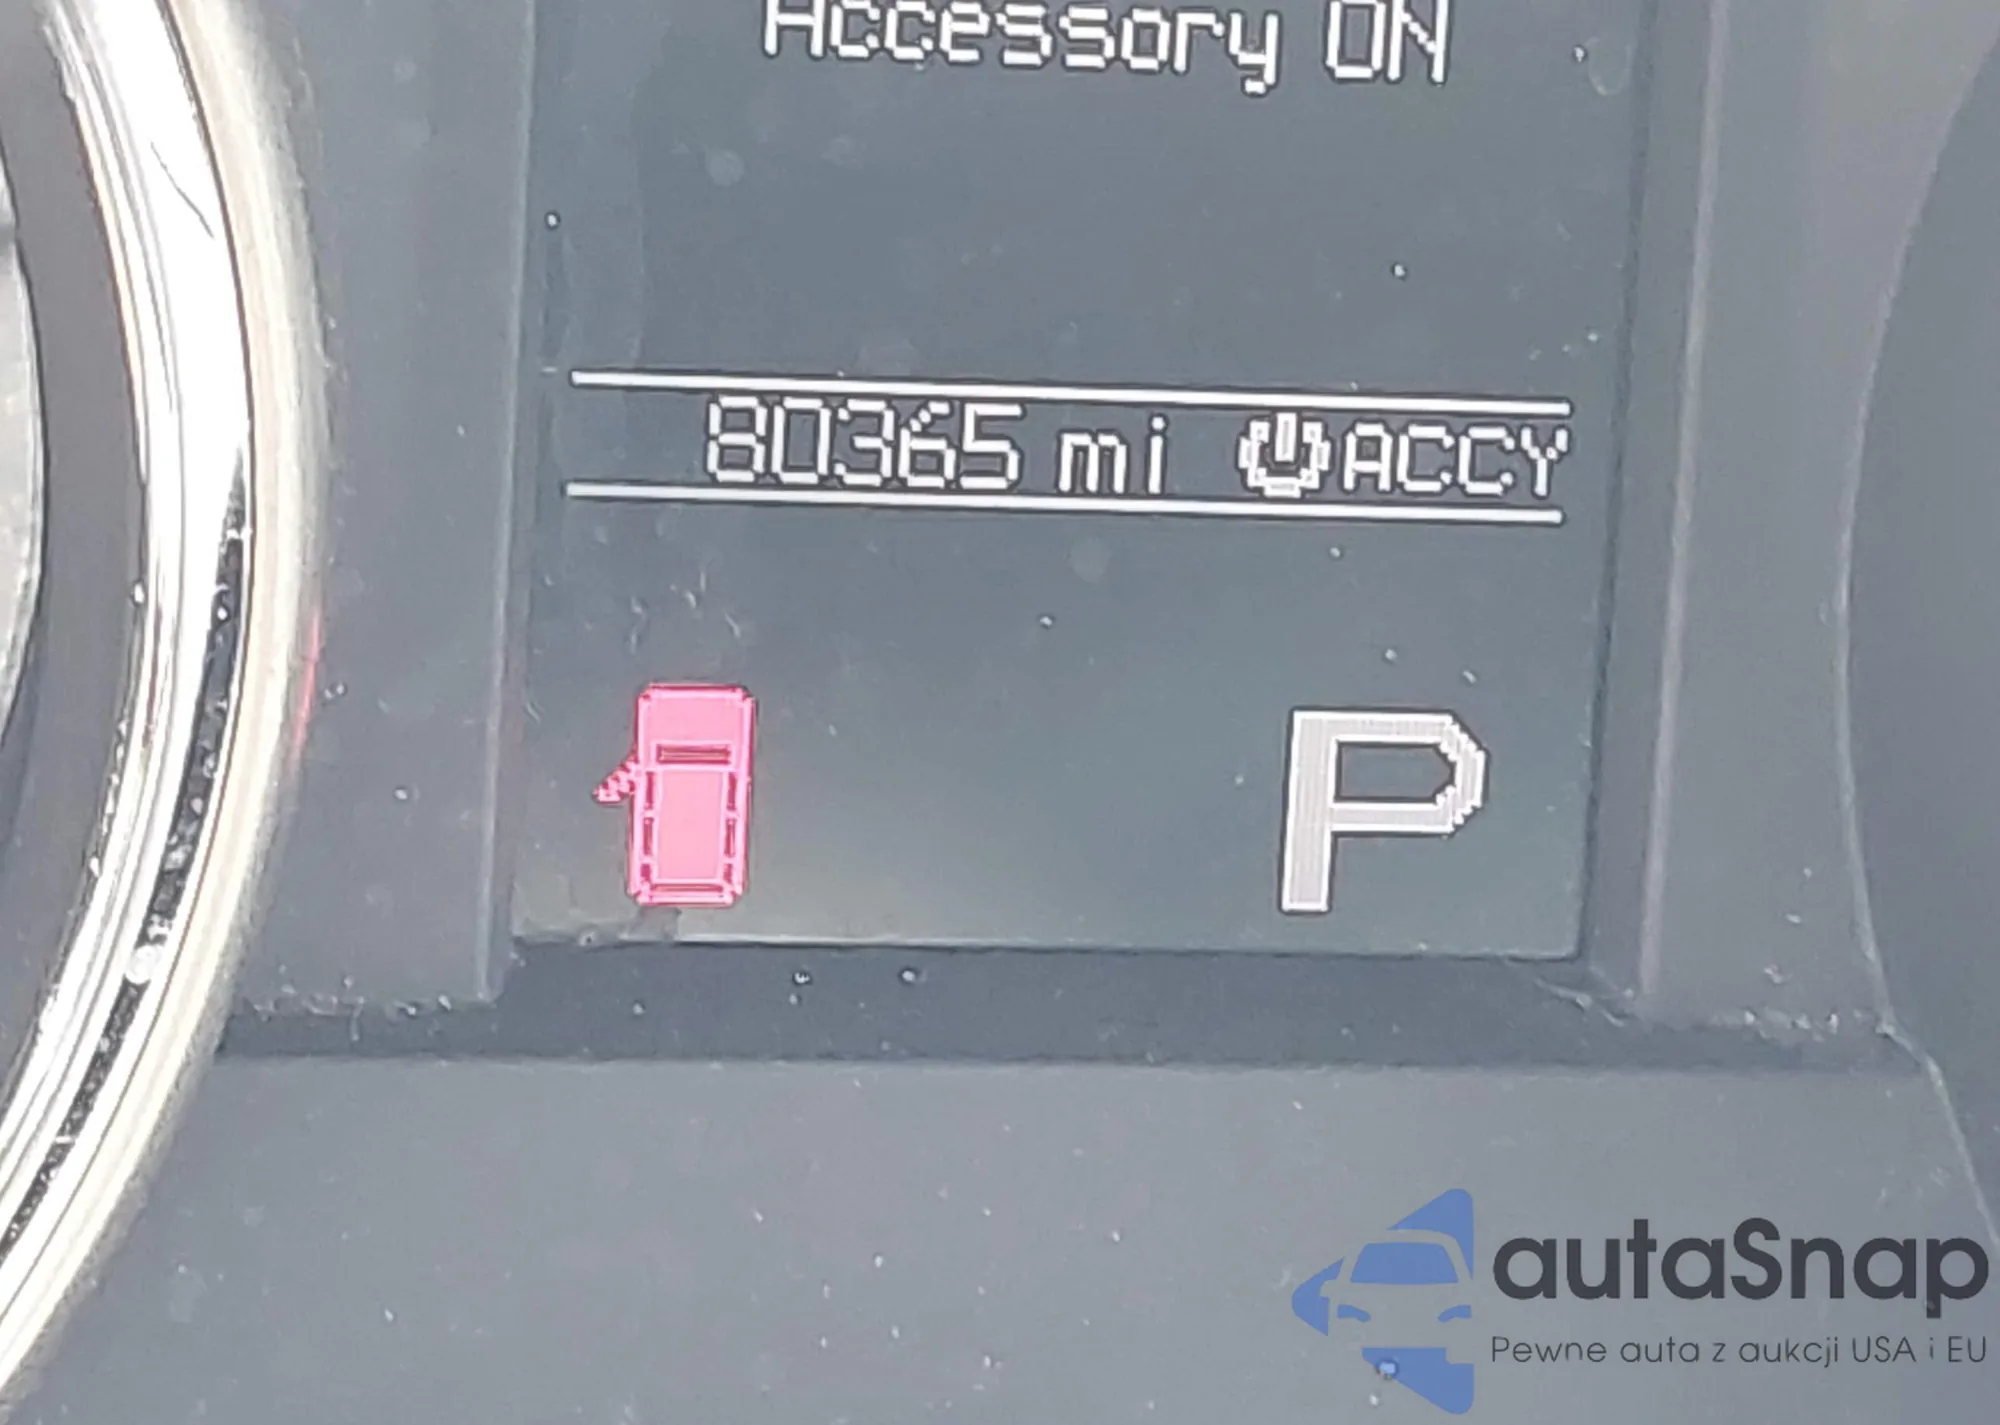 Accessory ON
80365 mi ACCY
P
autaSnap
Pewne auta z aukcji USA i EU